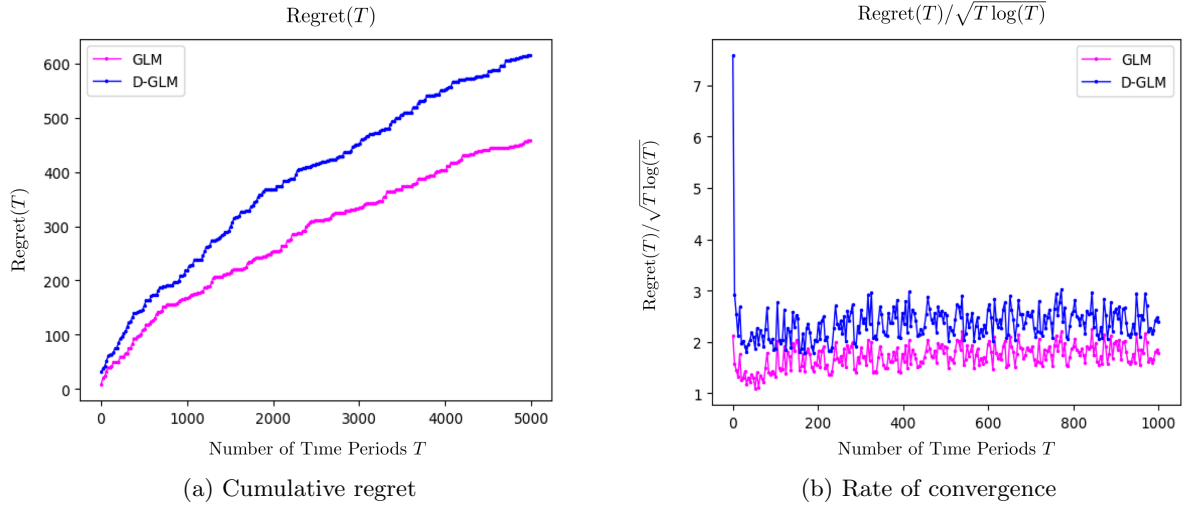 Regret(T)
GLM
D-GLM
Regret(T)
600
500
400
300
200
100
0
0 1000 2000 3000 4000 5000
Number of Tıme Periods T
(a) Cumulative regret
Regret(T)/√T log(T)
GLM
D-GLM
Regret(T)/√T log(T)
7
6
5
4
3
2
1
0 200 400 600 800 1000
Number of Tıme Periods T
(b) Rate of convergence